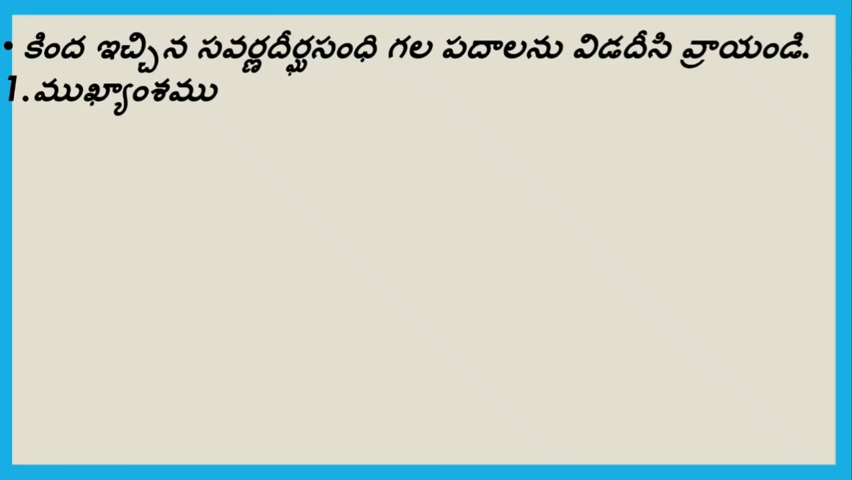 • కింద ఇచ్చిన సవర్ణదీర్ఘసంధి గల పదాలను విడదీసి వ్రాయండి.
1.ముఖ్యాంశము